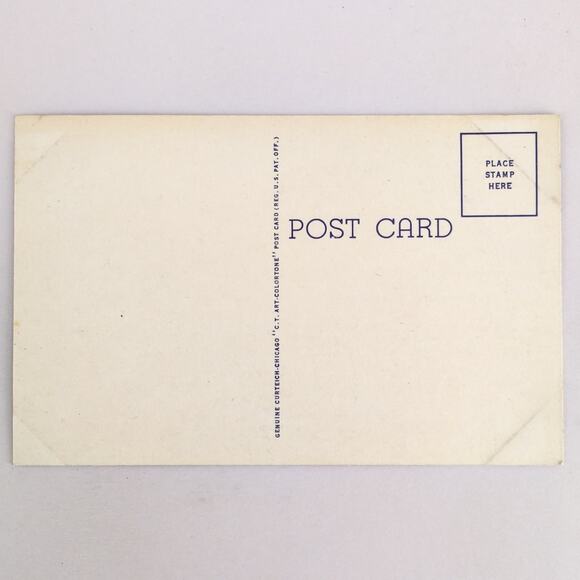 GENUINE CURTEICH-CHICAGO "C.T. ART-COLORTONE" POST CARD (REG. U.S. PAT. OFF.)
POST CARD
PLACE
STAMP
HERE